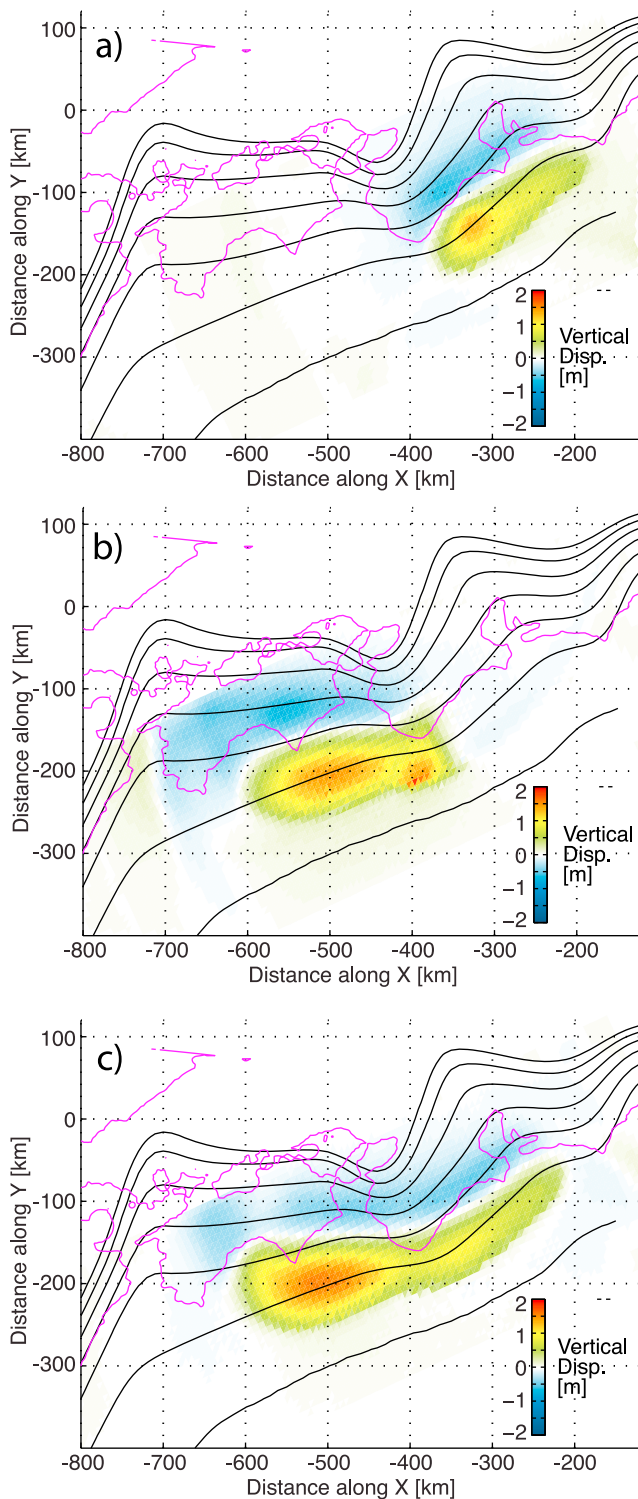 a)
100
0
-100
-200
-300
Distance along Y [km]
2
1
0
-1
-2
Vertical
Disp.
[m]
-800 -700 -600 -500 -400 -300 -200
Distance along X [km]
b)
100
0
-100
-200
-300
Distance along Y [km]
2
1
0
-1
-2
Vertical
Disp.
[m]
-800 -700 -600 -500 -400 -300 -200
Distance along X [km]
c)
100
0
-100
-200
-300
Distance along Y [km]
2
1
0
-1
-2
Vertical
Disp.
[m]
-800 -700 -600 -500 -400 -300 -200
Distance along X [km]